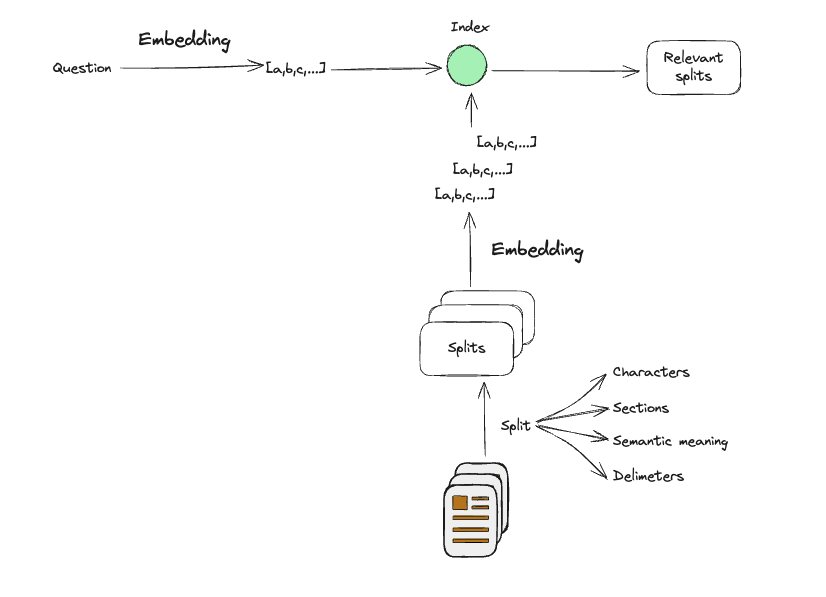 Index
Embedding
Question
[a,b,c,...]
Relevant
splits
[a,b,c,...]
[a,b,c,...]
[a,b,c,...]
Embedding
Splits
Characters
Sections
Split
Semantic meaning
Delimeters